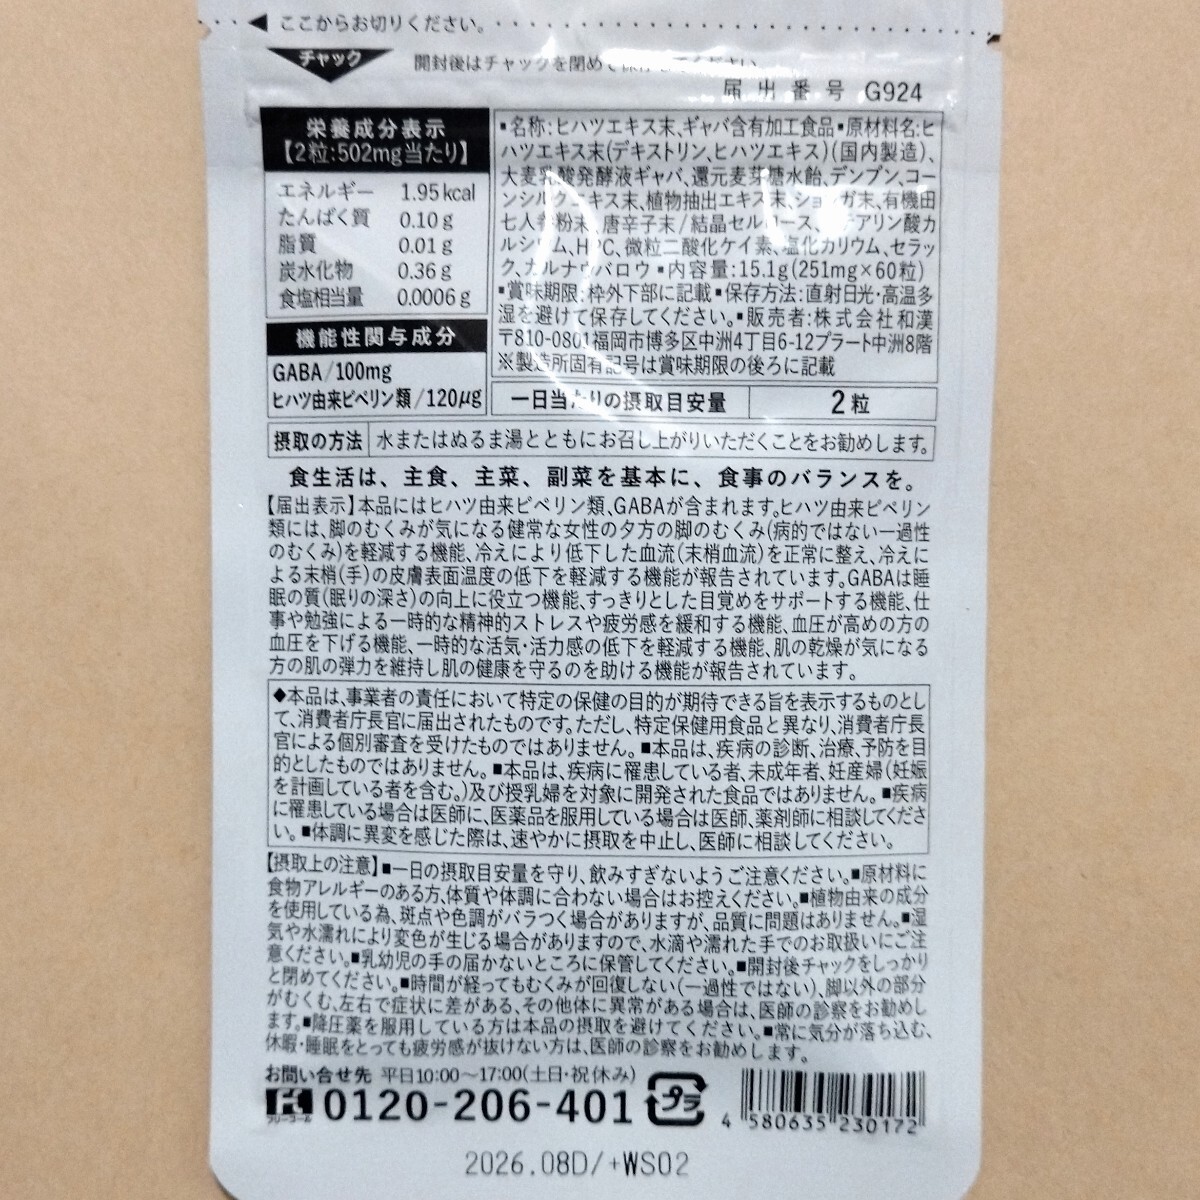 ◀ ここからお切りください。
チャック
開封後はチャックを閉めて保存してください。
届出番号 G924
栄養成分表示
【2粒:502mg当たり】
エネルギー 1.95kcal
たんぱく質 0.10g
脂質 0.01g
炭水化物 0.36g
食塩相当量 0.0006g
機能性関与成分
GABA/100mg
ヒハツ由来ピペリン類/120μg
▪名称:ヒハツエキス末、ギャバ含有加工食品▪原材料名:ヒ
ハツエキス末(デキストリン、ヒハツエキス)(国内製造)、
大麦乳酸発酵液ギャバ、還元麦芽糖水飴、デンプン、コー
ンシルクエキス末、植物抽出エキス末、ショウガ末、有機田
七人参粉末、唐辛子末/結晶セルロース、ステアリン酸カ
ルシウム、HPC、微粒二酸化ケイ素、塩化カリウム、セラッ
ク、カルナウバロウ▪内容量:15.1g(251mg×60粒)
▪賞味期限:枠外下部に記載▪保存方法:直射日光・高温多
湿を避けて保存してください。▪販売者:株式会社和漢
〒810-0801福岡市博多区中洲4丁目6-12プラート中洲8階
※製造所固有記号は賞味期限の後ろに記載
一日当たりの摂取目安量 2粒
摂取の方法 水またはぬるま湯とともにお召し上がりいただくことをお勧めします。
食生活は、主食、主菜、副菜を基本に、食事のバランスを。
【届出表示】本品にはヒハツ由来ピペリン類、GABAが含まれます。ヒハツ由来ピペリン
類には、脚のむくみが気になる健常な女性の夕方の脚のむくみ(病的ではない一過性
のむくみ)を軽減する機能、冷えにより低下した血流(末梢血流)を正常に整え、冷えに
よる末梢(手)の皮膚表面温度の低下を軽減する機能が報告されています。GABAは睡
眠の質(眠りの深さ)の向上に役立つ機能、すっきりとした目覚めをサポートする機能、仕
事や勉強による一時的な精神的ストレスや疲労感を緩和する機能、血圧が高めの方の
血圧を下げる機能、一時的な活気・活力感の低下を軽減する機能、肌の乾燥が気になる
方の肌の弾力を維持し肌の健康を守るのを助ける機能が報告されています。
◆本品は、事業者の責任において特定の保健の目的が期待できる旨を表示するものとし
て、消費者庁長官に届出されたものです。ただし、特定保健用食品と異なり、消費者庁長
官による個別審査を受けたものではありません。■本品は、疾病の診断、治療、予防を目
的としたものではありません。■本品は、疾病に罹患している者、未成年者、妊産婦(妊娠
を計画している者を含む。)及び授乳婦を対象に開発された食品ではありません。■疾病
に罹患している場合は医師に、医薬品を服用している場合は医師、薬剤師に相談してくださ
い。■体調に異変を感じた際は、速やかに摂取を中止し、医師に相談してください。
【摂取上の注意】■一日の摂取目安量を守り、飲みすぎないようご注意ください。■原材料に
食物アレルギーのある方、体質や体調に合わない場合はお控えください。■植物由来の成分
を使用している為、斑点や色調がバラつく場合がありますが、品質に問題はありません。■湿
気や水濡れにより変色が生じる場合がありますので、水滴や濡れた手でのお取扱いにご注
意ください。■乳幼児の手の届かないところに保管してください。■開封後チャックをしっかり
と閉めてください。■時間が経ってもむくみが回復しない(一過性ではない)、脚以外の部分
がむくむ、左右で症状に差がある、その他体に異常がある場合は、医師の診察をお勧めし
ます。■降圧薬を服用している方は本品の摂取を避けてください。■常に気分が落ち込む、
休暇・睡眠をとっても疲労感が抜けない方は、医師の診察をお勧めします。
お問い合せ先 平日10:00〜17:00(土日・祝休み)
フリーコール 0120-206-401
プラ
4 580635 230172
2026.08D/+WS02